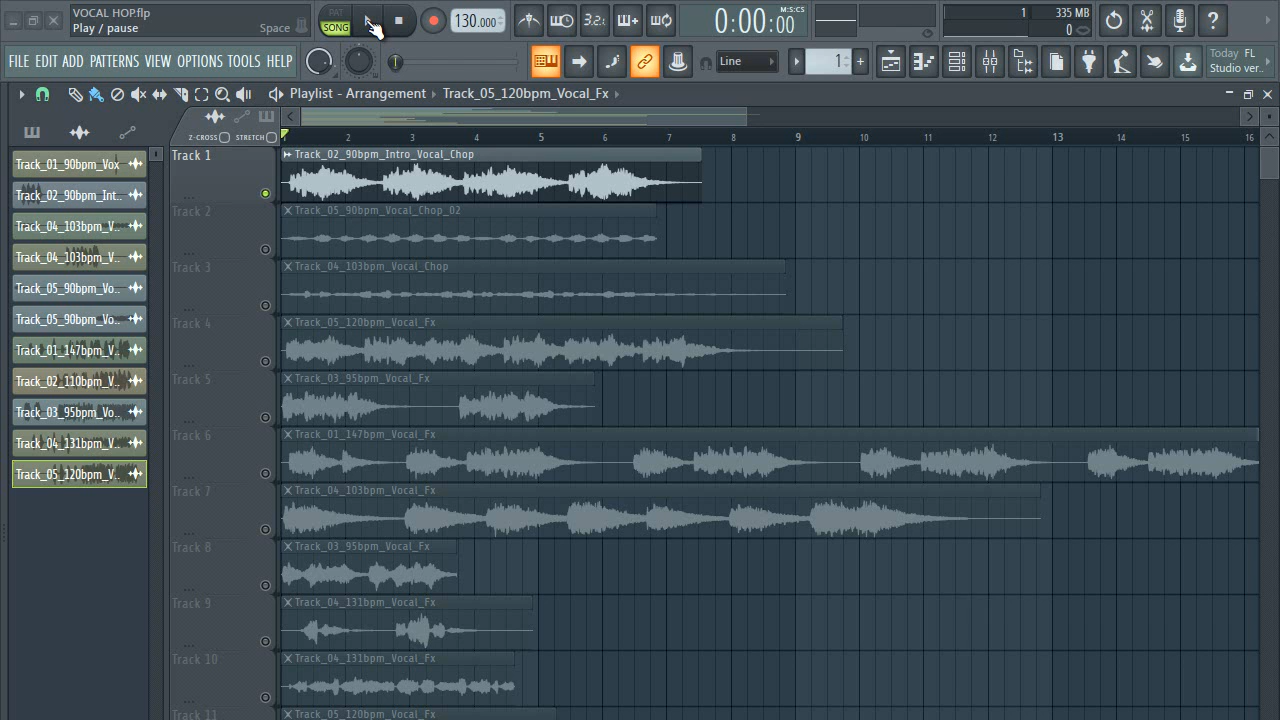 VOCAL HOP.flp
Play / pause
Space
PAT
SONG
130.000
3.2.
0:00:00
M:S:CS
1
335 MB
0
FILE EDIT ADD PATTERNS VIEW OPTIONS TOOLS HELP
Line
1
Today FL
Studio ver..
Playlist - Arrangement
Track_05_120bpm_Vocal_Fx
Z-CROSS
STRETCH
2 3 4 5 6 7 8 9 10 11 12 13 14 15 16
Track_01_90bpm_Vox
Track_02_90bpm_Int..
Track_04_103bpm_V..
Track_04_103bpm_V..
Track_05_90bpm_Vo..
Track_05_90bpm_Vo..
Track_01_147bpm_V..
Track_02_110bpm_V..
Track_03_95bpm_Vo..
Track_04_131bpm_V..
Track_05_120bpm_V..
Track 1
Track_02_90bpm_Intro_Vocal_Chop
Track 2
Track_05_90bpm_Vocal_Chop_02
Track 3
Track_04_103bpm_Vocal_Chop
Track 4
Track_05_120bpm_Vocal_Fx
Track 5
Track_03_95bpm_Vocal_Fx
Track 6
Track_01_147bpm_Vocal_Fx
Track 7
Track_04_103bpm_Vocal_Fx
Track 8
Track_03_95bpm_Vocal_Fx
Track 9
Track_04_131bpm_Vocal_Fx
Track 10
Track_04_131bpm_Vocal_Fx
Track 11
Track_05_120bpm_Vocal_Fx